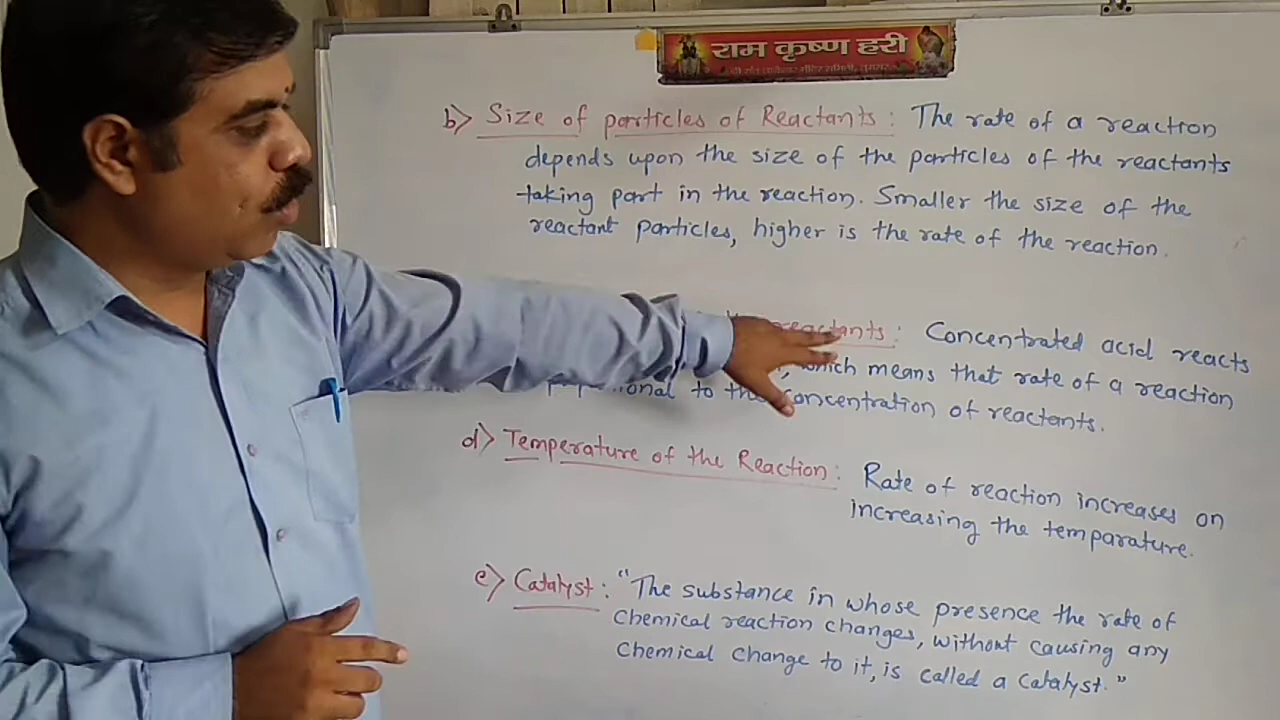 राम कृष्ण हरी
b) Size of particles of Reactants : The rate of a reaction
depends upon the size of the particles of the reactants
taking part in the reaction. Smaller the size of the
reactant particles, higher is the rate of the reaction.
reactants : Concentrated acid reacts
which means that rate of a reaction
to the concentration of reactants.
d) Temperature of the Reaction : Rate of reaction increases on
increasing the temparature.
e) Catalyst : "The substance in whose presence the rate of
chemical reaction changes, without causing any
chemical change to it, is called a catalyst."